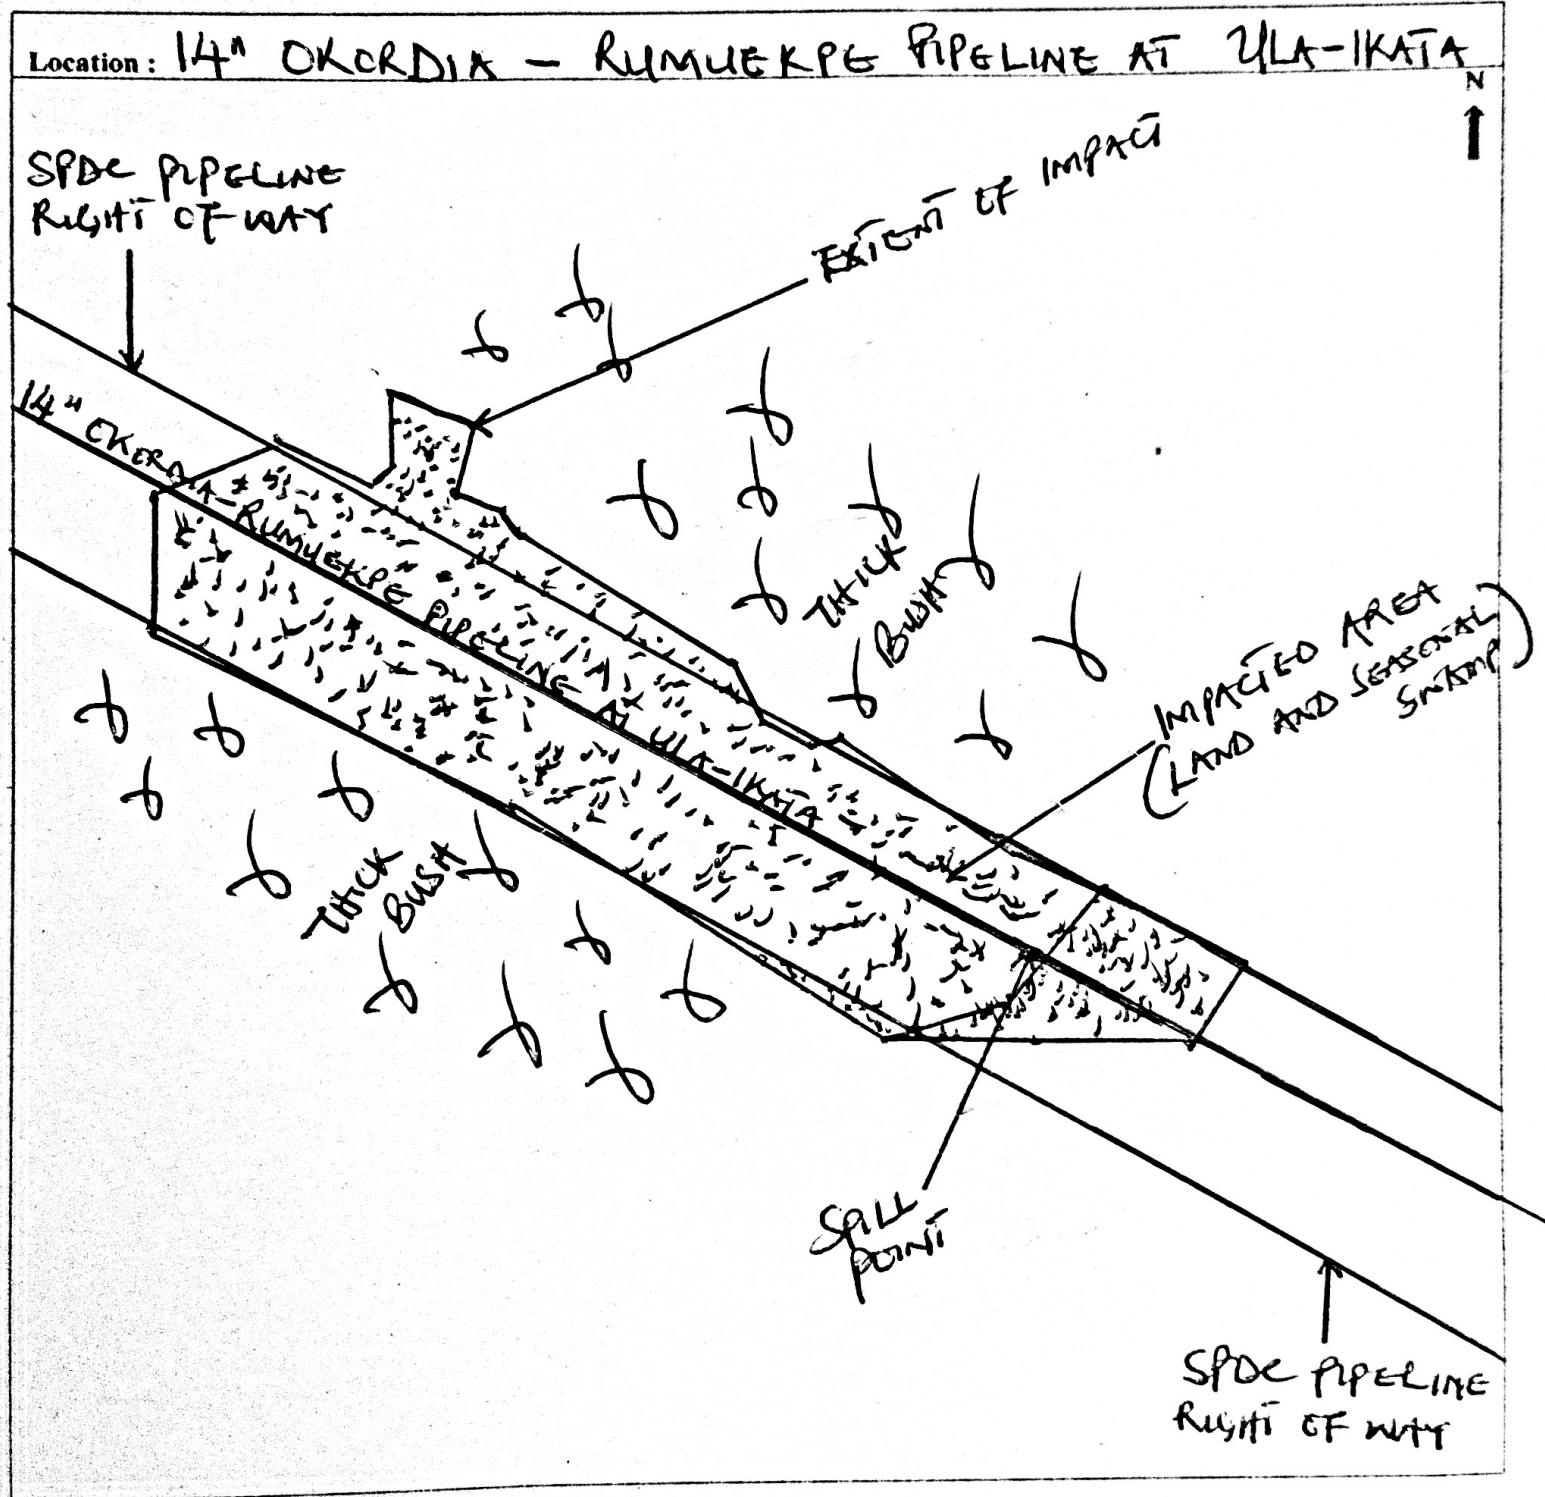 Location : 14" OKORDIA - RUMUEKPE PIPELINE AT ULA-IKATA
N
SPDC PIPELINE
RIGHT OF WAY
EXTENT OF IMPACT
14" OKORDIA-RUMUEKPE PIPELINE AT ULA-IKATA
THICK
BUSH
IMPACTED AREA
(LAND AND SEASONAL
SWAMP)
THICK
BUSH
SPILL
POINT
SPDC PIPELINE
RIGHT OF WAY